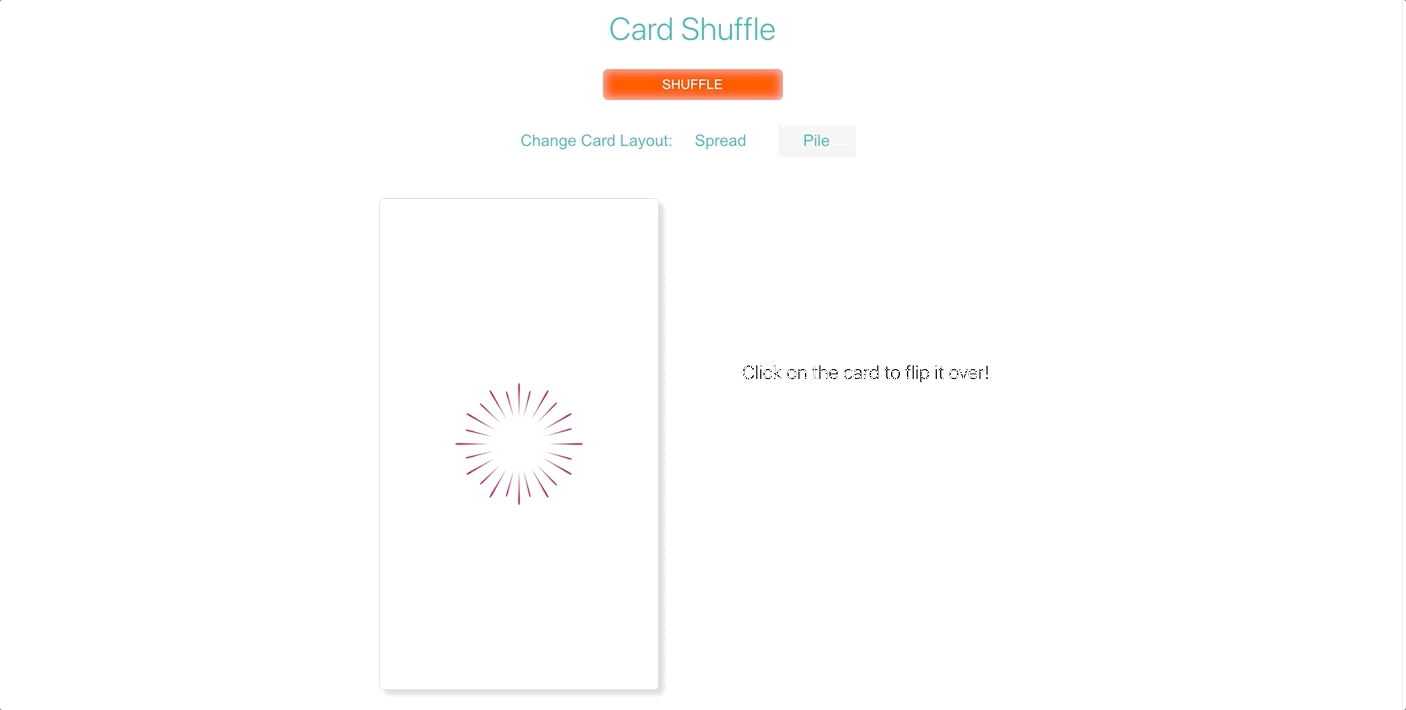 Card Shuffle
SHUFFLE
Change Card Layout: Spread Pile
Click on the card to flip it over!